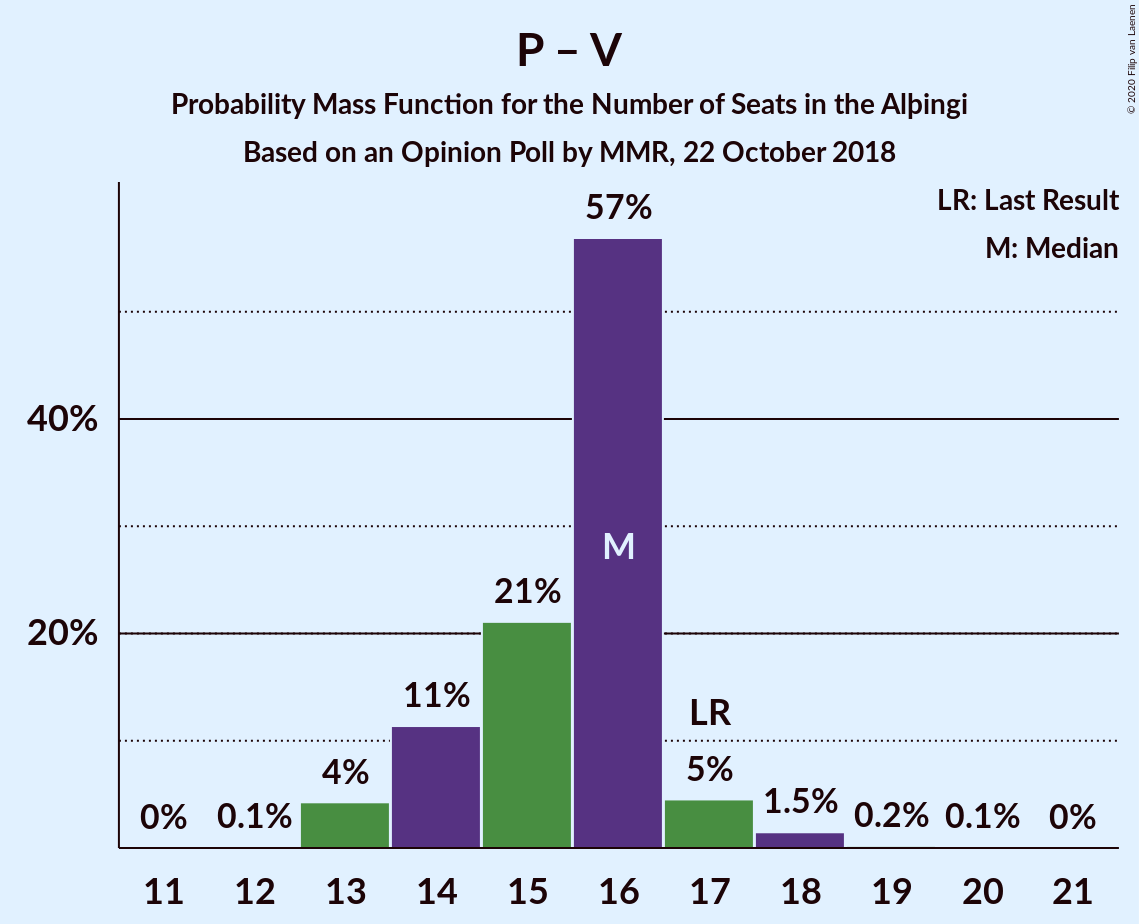 P – V
Probability Mass Function for the Number of Seats in the Alþingi
Based on an Opinion Poll by MMR, 22 October 2018
© 2020 Filip van Laenen
LR: Last Result
M: Median
57%
40%
M
21%
20%
11%
LR
4%
5%
1.5%
0%
0.1%
0.2%
0.1%
0%
11 12 13 14 15 16 17 18 19 20 21